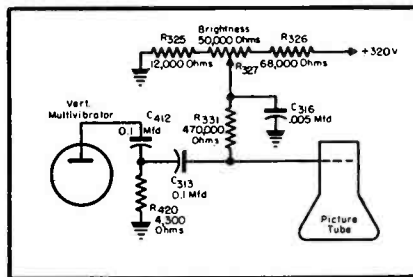 Brightness
R325 50,000 Ohms R326
+320V
12,000 Ohms R327 68,000 Ohms
Vert.
Multivibrator
C412
0.1 Mfd
R331
470,000
Ohms
C316
.005 Mfd
C313
0.1 Mfd
R420
4,300
Ohms
Picture
Tube